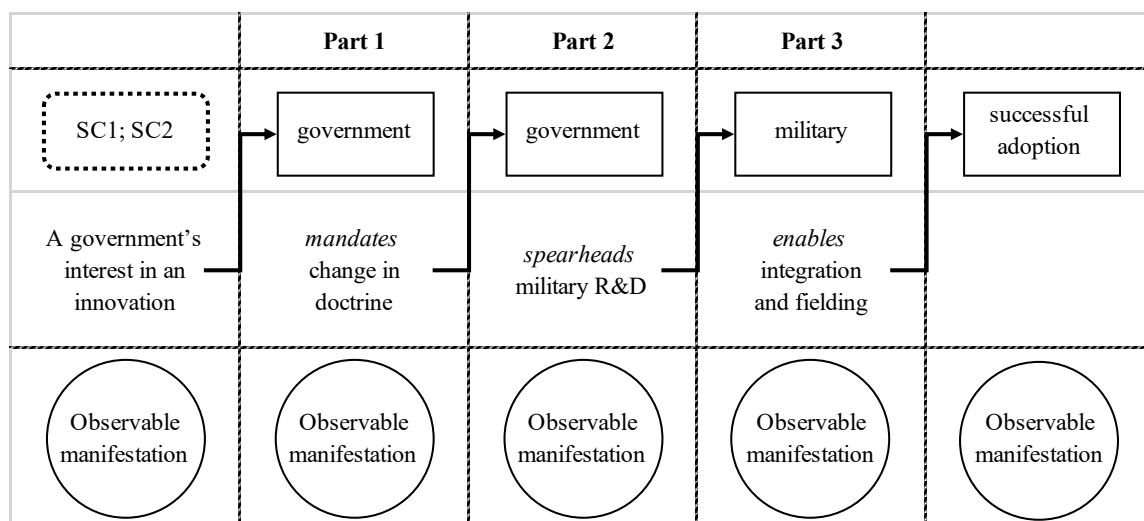 Part 1
Part 2
Part 3
SC1; SC2
government
government
military
successful
adoption
A government’s
interest in an
innovation
mandates
change in
doctrine
spearheads
military R&D
enables
integration
and fielding
Observable
manifestation
Observable
manifestation
Observable
manifestation
Observable
manifestation
Observable
manifestation